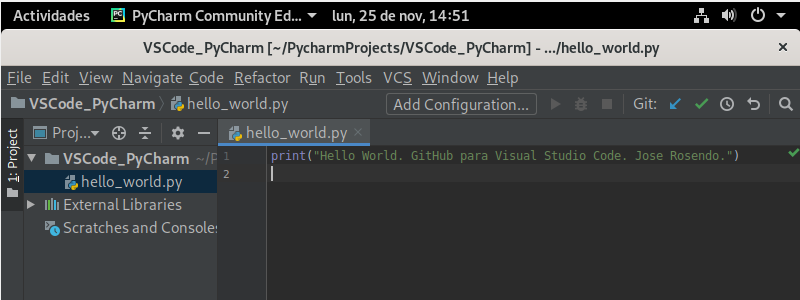 Actividades PyCharm Community Ed... lun, 25 de nov, 14:51
VSCode_PyCharm [~/PycharmProjects/VSCode_PyCharm] - .../hello_world.py
File Edit View Navigate Code Refactor Run Tools VCS Window Help
VSCode_PyCharm hello_world.py Add Configuration... Git:
1: Project
Proj... hello_world.py
VSCode_PyCharm ~/P
hello_world.py
External Libraries
Scratches and Consoles
1 print("Hello World. GitHub para Visual Studio Code. Jose Rosendo.")
2